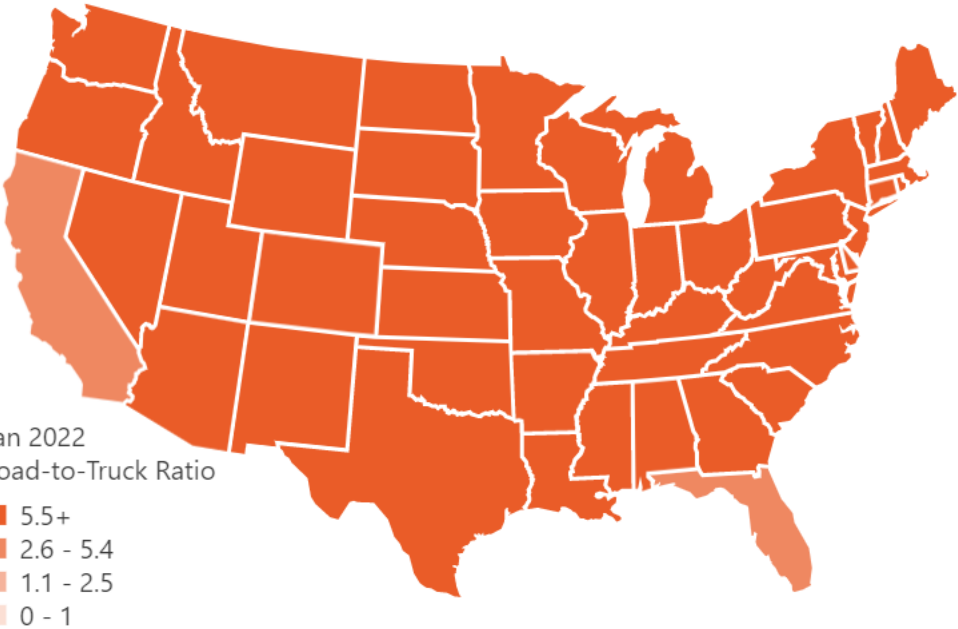 an 2022
oad-to-Truck Ratio
5.5+
2.6 - 5.4
1.1 - 2.5
0 - 1